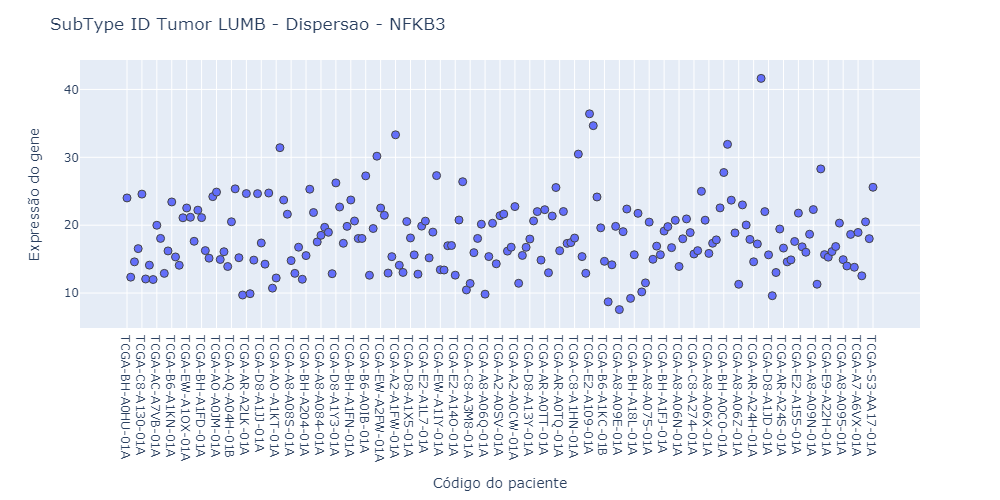 SubType ID Tumor LUMB - Dispersao - NFKB3
Expressão do gene
40
30
20
10
TCGA-BH-A0HU-01A
TCGA-C8-A130-01A
TCGA-AC-A7VB-01A
TCGA-B6-A1KN-01A
TCGA-EW-A1OX-01A
TCGA-BH-A1FD-01A
TCGA-AO-A0JM-01A
TCGA-AQ-A04H-01B
TCGA-AR-A2LK-01A
TCGA-D8-A1JJ-01A
TCGA-AO-A1KT-01A
TCGA-A8-A08S-01A
TCGA-BH-A204-01A
TCGA-A8-A084-01A
TCGA-D8-A1Y3-01A
TCGA-BH-A1FN-01A
TCGA-B6-A0IB-01A
TCGA-EW-A2FW-01A
TCGA-A2-A1FW-01A
TCGA-D8-A1X5-01A
TCGA-E2-A1L7-01A
TCGA-EW-A1IY-01A
TCGA-E2-A14O-01A
TCGA-C8-A3M8-01A
TCGA-A8-A06Q-01A
TCGA-A2-A0SV-01A
TCGA-A2-A0CW-01A
TCGA-D8-A13Y-01A
TCGA-AR-A0TT-01A
TCGA-AR-A0TQ-01A
TCGA-C8-A1HN-01A
TCGA-E2-A109-01A
TCGA-B6-A1KC-01B
TCGA-A8-A09E-01A
TCGA-BH-A18L-01A
TCGA-A8-A075-01A
TCGA-BH-A1FJ-01A
TCGA-A8-A06N-01A
TCGA-C8-A274-01A
TCGA-A8-A06X-01A
TCGA-BH-A0C0-01A
TCGA-A8-A06Z-01A
TCGA-AR-A24H-01A
TCGA-D8-A1JD-01A
TCGA-AR-A24S-01A
TCGA-E2-A155-01A
TCGA-A8-A09N-01A
TCGA-E9-A22H-01A
TCGA-A8-A095-01A
TCGA-A7-A6VX-01A
TCGA-S3-AA17-01A
Código do paciente